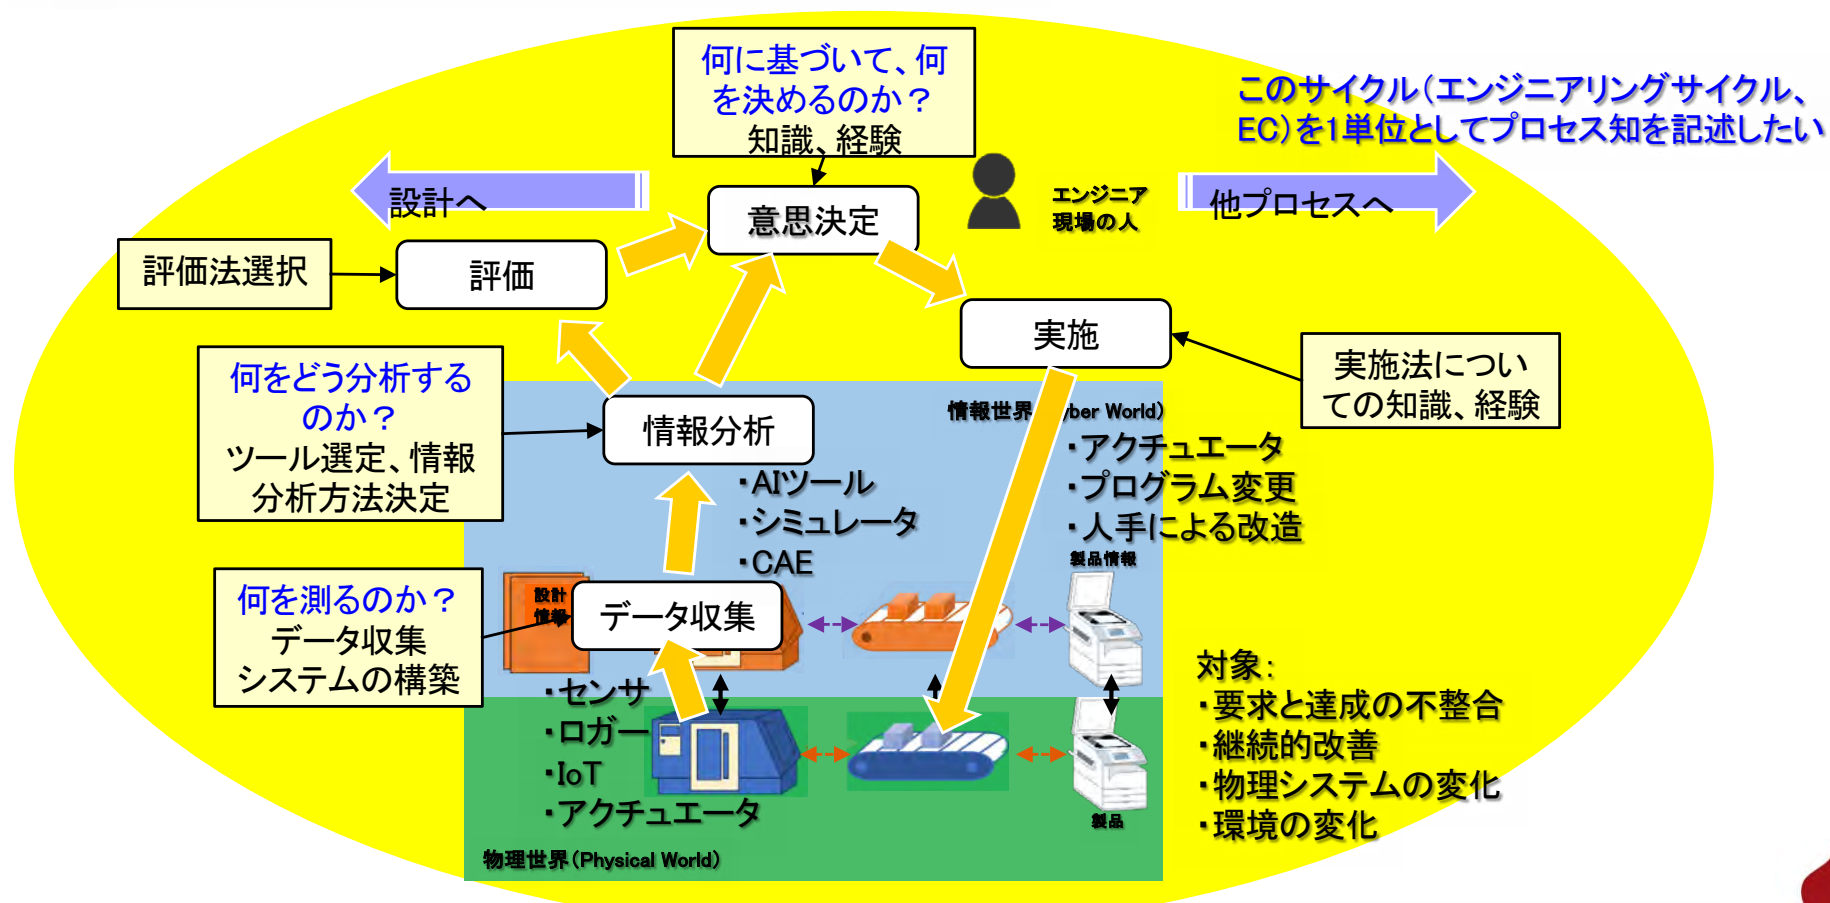 何に基づいて、何
を決めるのか？
知識、経験
このサイクル（エンジニアリングサイクル、
EC）を1単位としてプロセス知を記述したい
設計へ
意思決定
エンジニア
現場の人
他プロセスへ
評価法選択
評価
実施
実施法につい
ての知識、経験
何をどう分析する
のか？
ツール選定、情報
分析方法決定
情報分析
情報世界 yber World）
・アクチュエータ
・プログラム変更
・人手による改造
・AIツール
・シミュレータ
・CAE
製品情報
何を測るのか？
データ収集
システムの構築
設計
情報
データ収集
・センサ
・ロガー
・IoT
・アクチュエータ
対象：
・要求と達成の不整合
・継続的改善
・物理システムの変化
・環境の変化
製品
物理世界（Physical World）